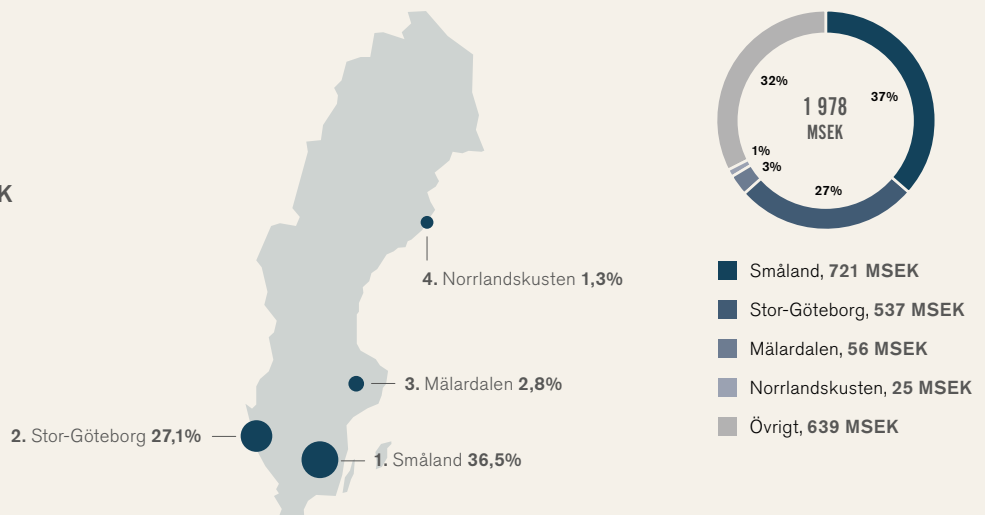 K
4. Norrlandskusten 1,3%
3. Mälardalen 2,8%
2. Stor-Göteborg 27,1%
1. Småland 36,5%
32%
37%
1 978
MSEK
1%
3%
27%
Småland, 721 MSEK
Stor-Göteborg, 537 MSEK
Mälardalen, 56 MSEK
Norrlandskusten, 25 MSEK
Övrigt, 639 MSEK